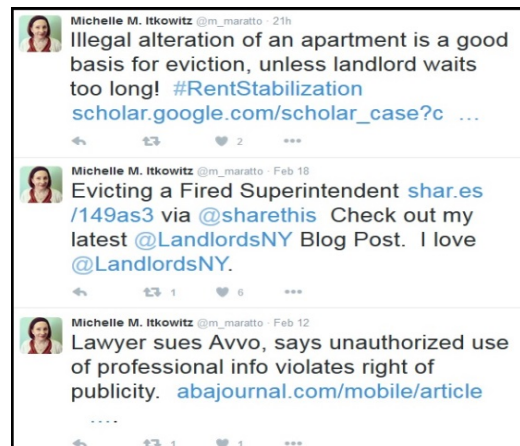 Michelle M. Itkowitz @m_maratto · 21h
Illegal alteration of an apartment is a good
basis for eviction, unless landlord waits
too long! #RentStabilization
scholar.google.com/scholar_case?c ...
2
Michelle M. Itkowitz @m_maratto · Feb 18
Evicting a Fired Superintendent shar.es
/149as3 via @sharethis Check out my
latest @LandlordsNY Blog Post. I love
@LandlordsNY.
1 6
Michelle M. Itkowitz @m_maratto · Feb 12
Lawyer sues Avvo, says unauthorized use
of professional info violates right of
publicity. abajournal.com/mobile/article
....
1 1